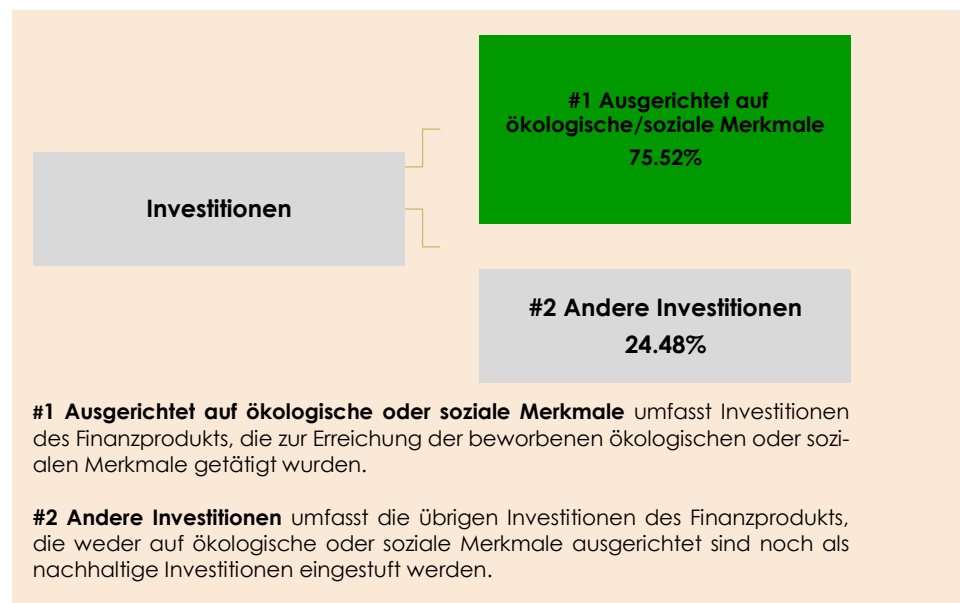 #1 Ausgerichtet auf
ökologische/soziale Merkmale
75.52%
Investitionen
#2 Andere Investitionen
24.48%
#1 Ausgerichtet auf ökologische oder soziale Merkmale umfasst Investitionen
des Finanzprodukts, die zur Erreichung der beworbenen ökologischen oder sozi-
alen Merkmale getätigt wurden.
#2 Andere Investitionen umfasst die übrigen Investitionen des Finanzprodukts,
die weder auf ökologische oder soziale Merkmale ausgerichtet sind noch als
nachhaltige Investitionen eingestuft werden.